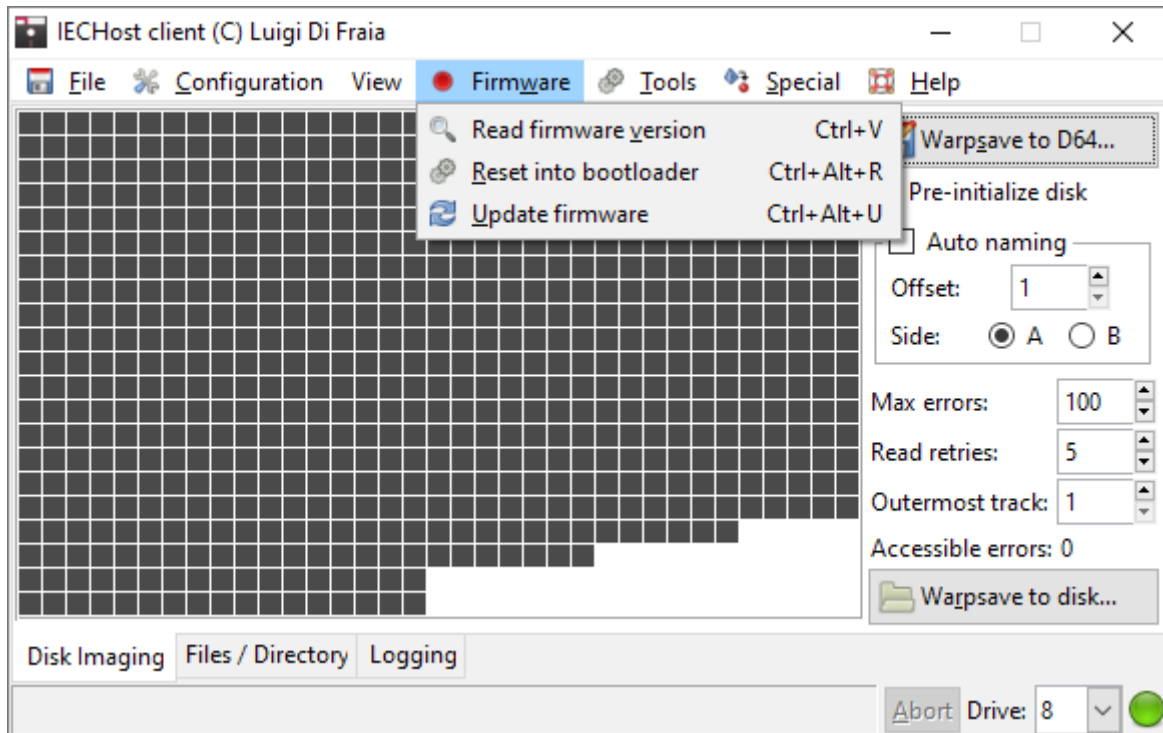 IECHost client (C) Luigi Di Fraia
File Configuration View Firmware Tools Special Help
Read firmware version Ctrl+V
Reset into bootloader Ctrl+Alt+R
Update firmware Ctrl+Alt+U
Warpsave to D64...
Pre-initialize disk
Auto naming
Offset: 1
Side: A B
Max errors: 100
Read retries: 5
Outermost track: 1
Accessible errors: 0
Warpsave to disk...
Disk Imaging Files / Directory Logging
Abort Drive: 8